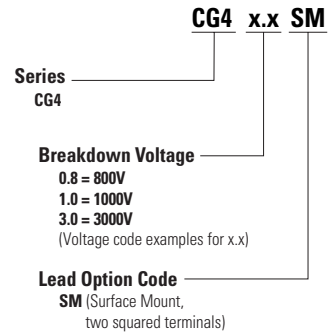 CG4 x.x SM
Series
CG4
Breakdown Voltage
0.8 = 800V
1.0 = 1000V
3.0 = 3000V
(Voltage code examples for x.x)
Lead Option Code
SM (Surface Mount,
two squared terminals)